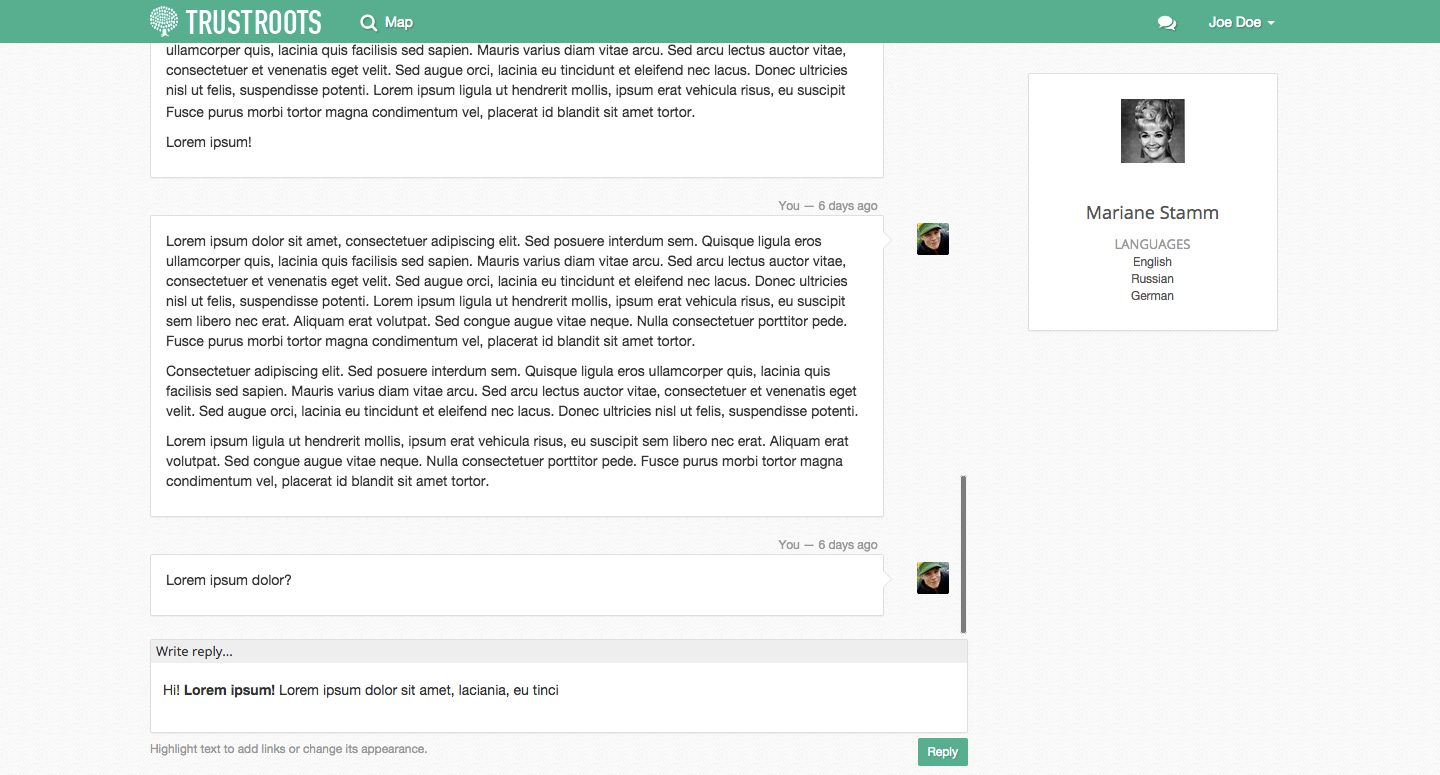 TRUSTROOTS Map Joe Doe
ullamcorper quis, lacinia quis facilisis sed sapien. Mauris varius diam vitae arcu. Sed arcu lectus auctor vitae,
consectetuer et venenatis eget velit. Sed augue orci, lacinia eu tincidunt et eleifend nec lacus. Donec ultricies
nisl ut felis, suspendisse potenti. Lorem ipsum ligula ut hendrerit mollis, ipsum erat vehicula risus, eu suscipit
Fusce purus morbi tortor magna condimentum vel, placerat id blandit sit amet tortor.
Lorem ipsum!
You — 6 days ago
Lorem ipsum dolor sit amet, consectetuer adipiscing elit. Sed posuere interdum sem. Quisque ligula eros
ullamcorper quis, lacinia quis facilisis sed sapien. Mauris varius diam vitae arcu. Sed arcu lectus auctor vitae,
consectetuer et venenatis eget velit. Sed augue orci, lacinia eu tincidunt et eleifend nec lacus. Donec ultricies
nisl ut felis, suspendisse potenti. Lorem ipsum ligula ut hendrerit mollis, ipsum erat vehicula risus, eu suscipit
sem libero nec erat. Aliquam erat volutpat. Sed congue augue vitae neque. Nulla consectetuer porttitor pede.
Fusce purus morbi tortor magna condimentum vel, placerat id blandit sit amet tortor.
Consectetuer adipiscing elit. Sed posuere interdum sem. Quisque ligula eros ullamcorper quis, lacinia quis
facilisis sed sapien. Mauris varius diam vitae arcu. Sed arcu lectus auctor vitae, consectetuer et venenatis eget
velit. Sed augue orci, lacinia eu tincidunt et eleifend nec lacus. Donec ultricies nisl ut felis, suspendisse potenti.
Lorem ipsum ligula ut hendrerit mollis, ipsum erat vehicula risus, eu suscipit sem libero nec erat. Aliquam erat
volutpat. Sed congue augue vitae neque. Nulla consectetuer porttitor pede. Fusce purus morbi tortor magna
condimentum vel, placerat id blandit sit amet tortor.
You — 6 days ago
Lorem ipsum dolor?
Write reply...
Hi! Lorem ipsum! Lorem ipsum dolor sit amet, laciania, eu tinci
Highlight text to add links or change its appearance.
Reply
Mariane Stamm
LANGUAGES
English
Russian
German